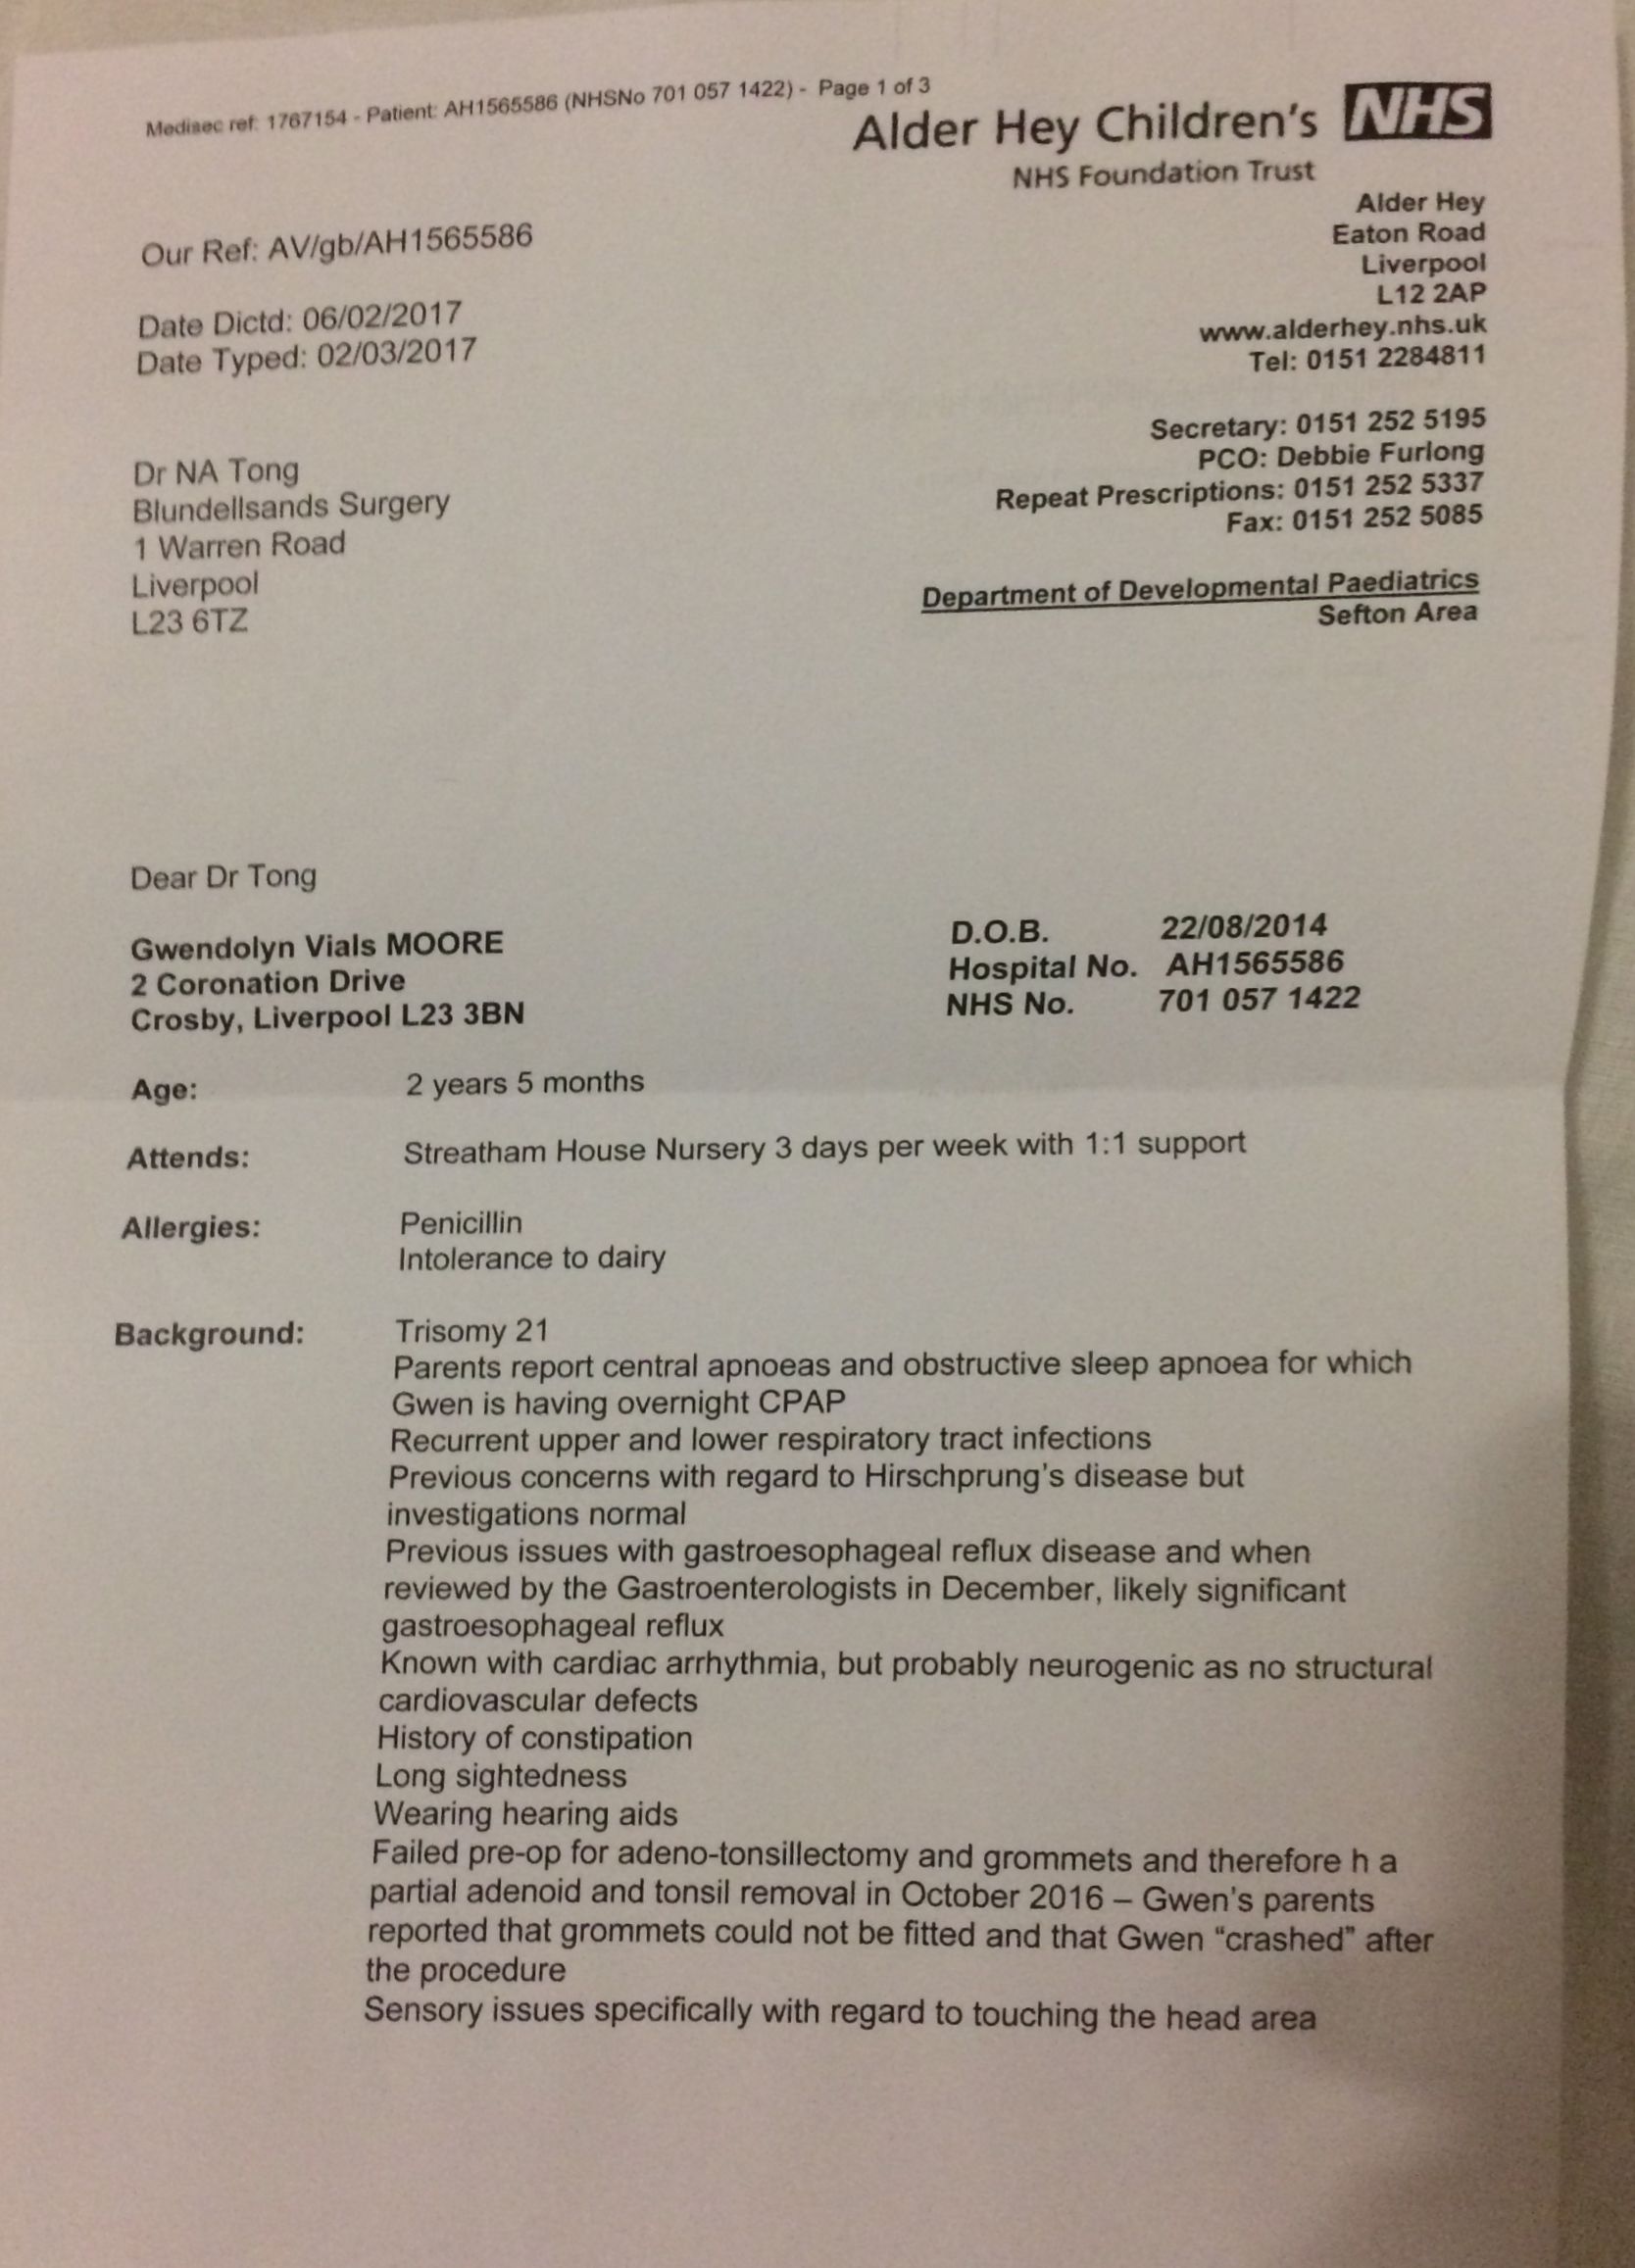 Medisec ref: 1767154 - Patient: AH1565586 (NHSNo 701 057 1422) - Page 1 of 3
Alder Hey Children's NHS
NHS Foundation Trust
Alder Hey
Eaton Road
Liverpool
L12 2AP
www.alderhey.nhs.uk
Tel: 0151 2284811
Our Ref: AV/gb/AH1565586
Date Dictd: 06/02/2017
Date Typed: 02/03/2017
Secretary: 0151 252 5195
PCO: Debbie Furlong
Repeat Prescriptions: 0151 252 5337
Fax: 0151 252 5085
Dr NA Tong
Blundellsands Surgery
1 Warren Road
Liverpool
L23 6TZ
Department of Developmental Paediatrics
Sefton Area
Dear Dr Tong
Gwendolyn Vials MOORE
2 Coronation Drive
Crosby, Liverpool L23 3BN
D.O.B. 22/08/2014
Hospital No. AH1565586
NHS No. 701 057 1422
Age: 2 years 5 months
Attends: Streatham House Nursery 3 days per week with 1:1 support
Allergies: Penicillin
Intolerance to dairy
Background: Trisomy 21
Parents report central apnoeas and obstructive sleep apnoea for which
Gwen is having overnight CPAP
Recurrent upper and lower respiratory tract infections
Previous concerns with regard to Hirschprung's disease but
investigations normal
Previous issues with gastroesophageal reflux disease and when
reviewed by the Gastroenterologists in December, likely significant
gastroesophageal reflux
Known with cardiac arrhythmia, but probably neurogenic as no structural
cardiovascular defects
History of constipation
Long sightedness
Wearing hearing aids
Failed pre-op for adeno-tonsillectomy and grommets and therefore h a
partial adenoid and tonsil removal in October 2016 – Gwen's parents
reported that grommets could not be fitted and that Gwen “crashed” after
the procedure
Sensory issues specifically with regard to touching the head area